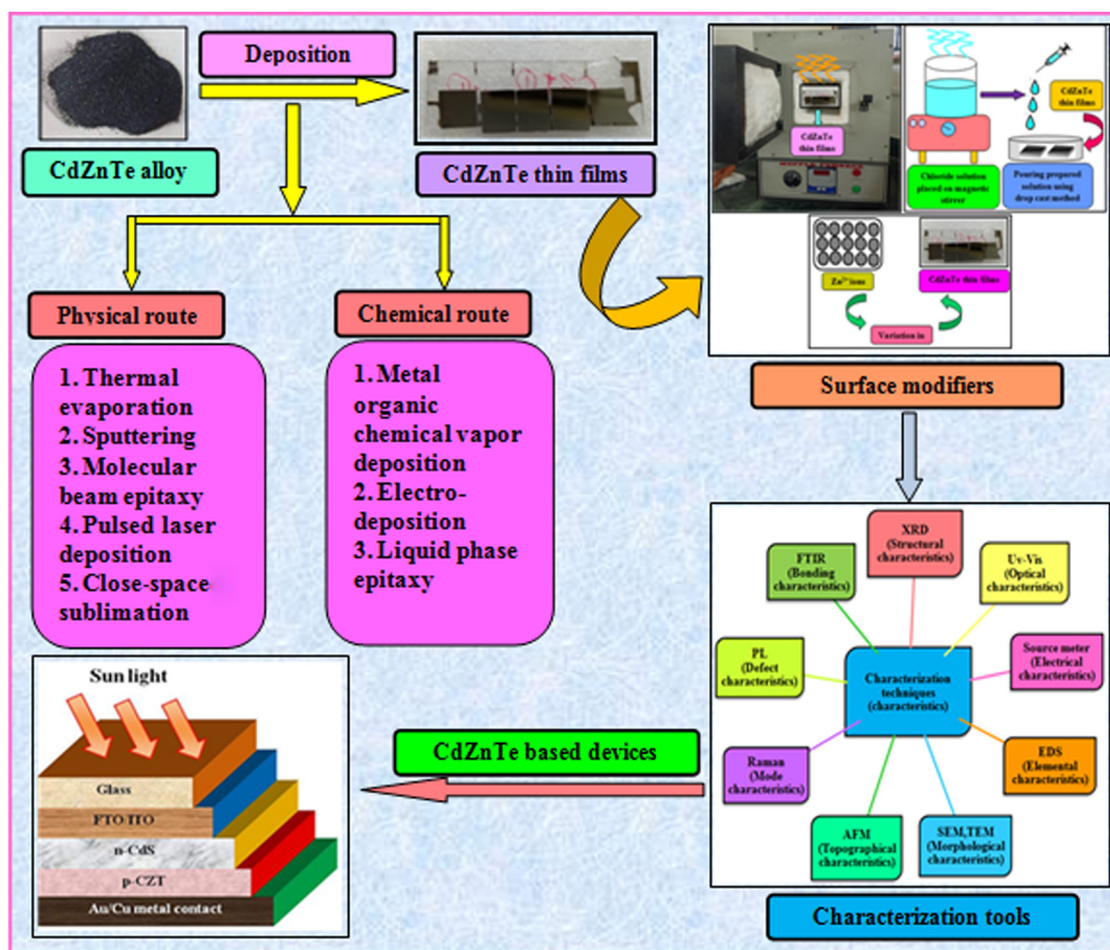 Deposition
CdZnTe alloy
CdZnTe thin films
CdZnTe
thin films
CdZnTe
thin films
Chloride solution
placed on magnetic
stirrer
Pouring prepared
solution using
drop cast method
Zn²⁺ ions
CdZnTe thin films
Variation in
Surface modifiers
Physical route
Chemical route
1. Thermal
evaporation
2. Sputtering
3. Molecular
beam epitaxy
4. Pulsed laser
deposition
5. Close-space
sublimation
1. Metal
organic
chemical vapor
deposition
2. Electro-
deposition
3. Liquid phase
epitaxy
XRD
(Structural
characteristics)
FTIR
(Bonding
characteristics)
Uv-Vis
(Optical
characteristics)
PL
(Defect
characteristics)
Characterization
techniques
(characteristics)
Source meter
(Electrical
characteristics)
Raman
(Mode
characteristics)
EDS
(Elemental
characteristics)
AFM
(Topographical
characteristics)
SEM,TEM
(Morphological
characteristics)
Characterization tools
CdZnTe based devices
Sun light
Glass
FTO ITO
n-CdS
p-CZT
Au/Cu metal contact